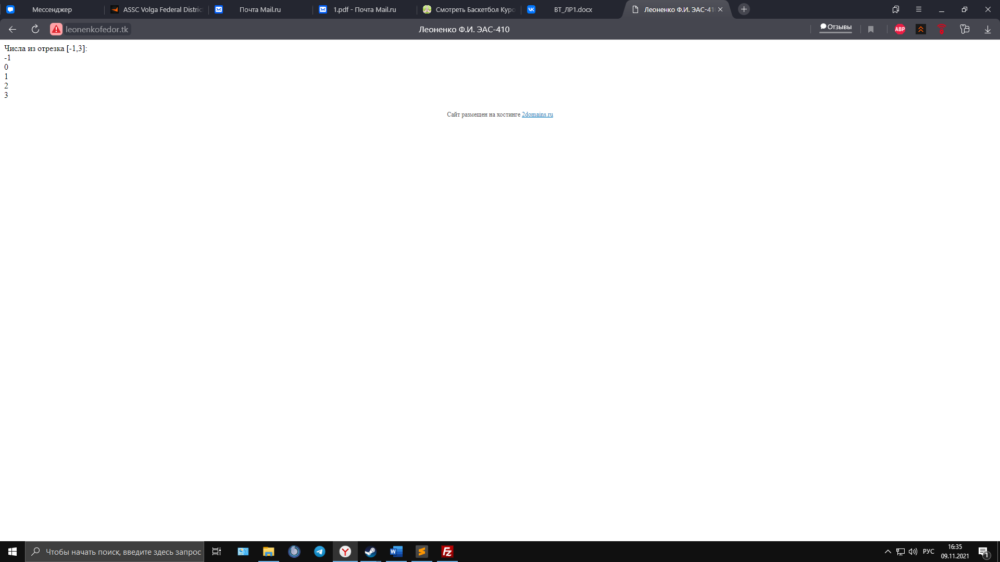 Мессенджер
ASSC Volga Federal Distric
Почта Mail.ru
1.pdf - Почта Mail.ru
Смотреть Баскетбол Куро
ВТ_ЛР1.docx
Леоненко Ф.И. ЭАС-41
leonenkofedor.tk
Леоненко Ф.И. ЭАС-410
Отзывы
ABP
Числа из отрезка [-1,3]:
-1
0
1
2
3
Сайт размещен на хостинге 2domains.ru
Чтобы начать поиск, введите здесь запрос
РУС
16:35
09.11.2021
1